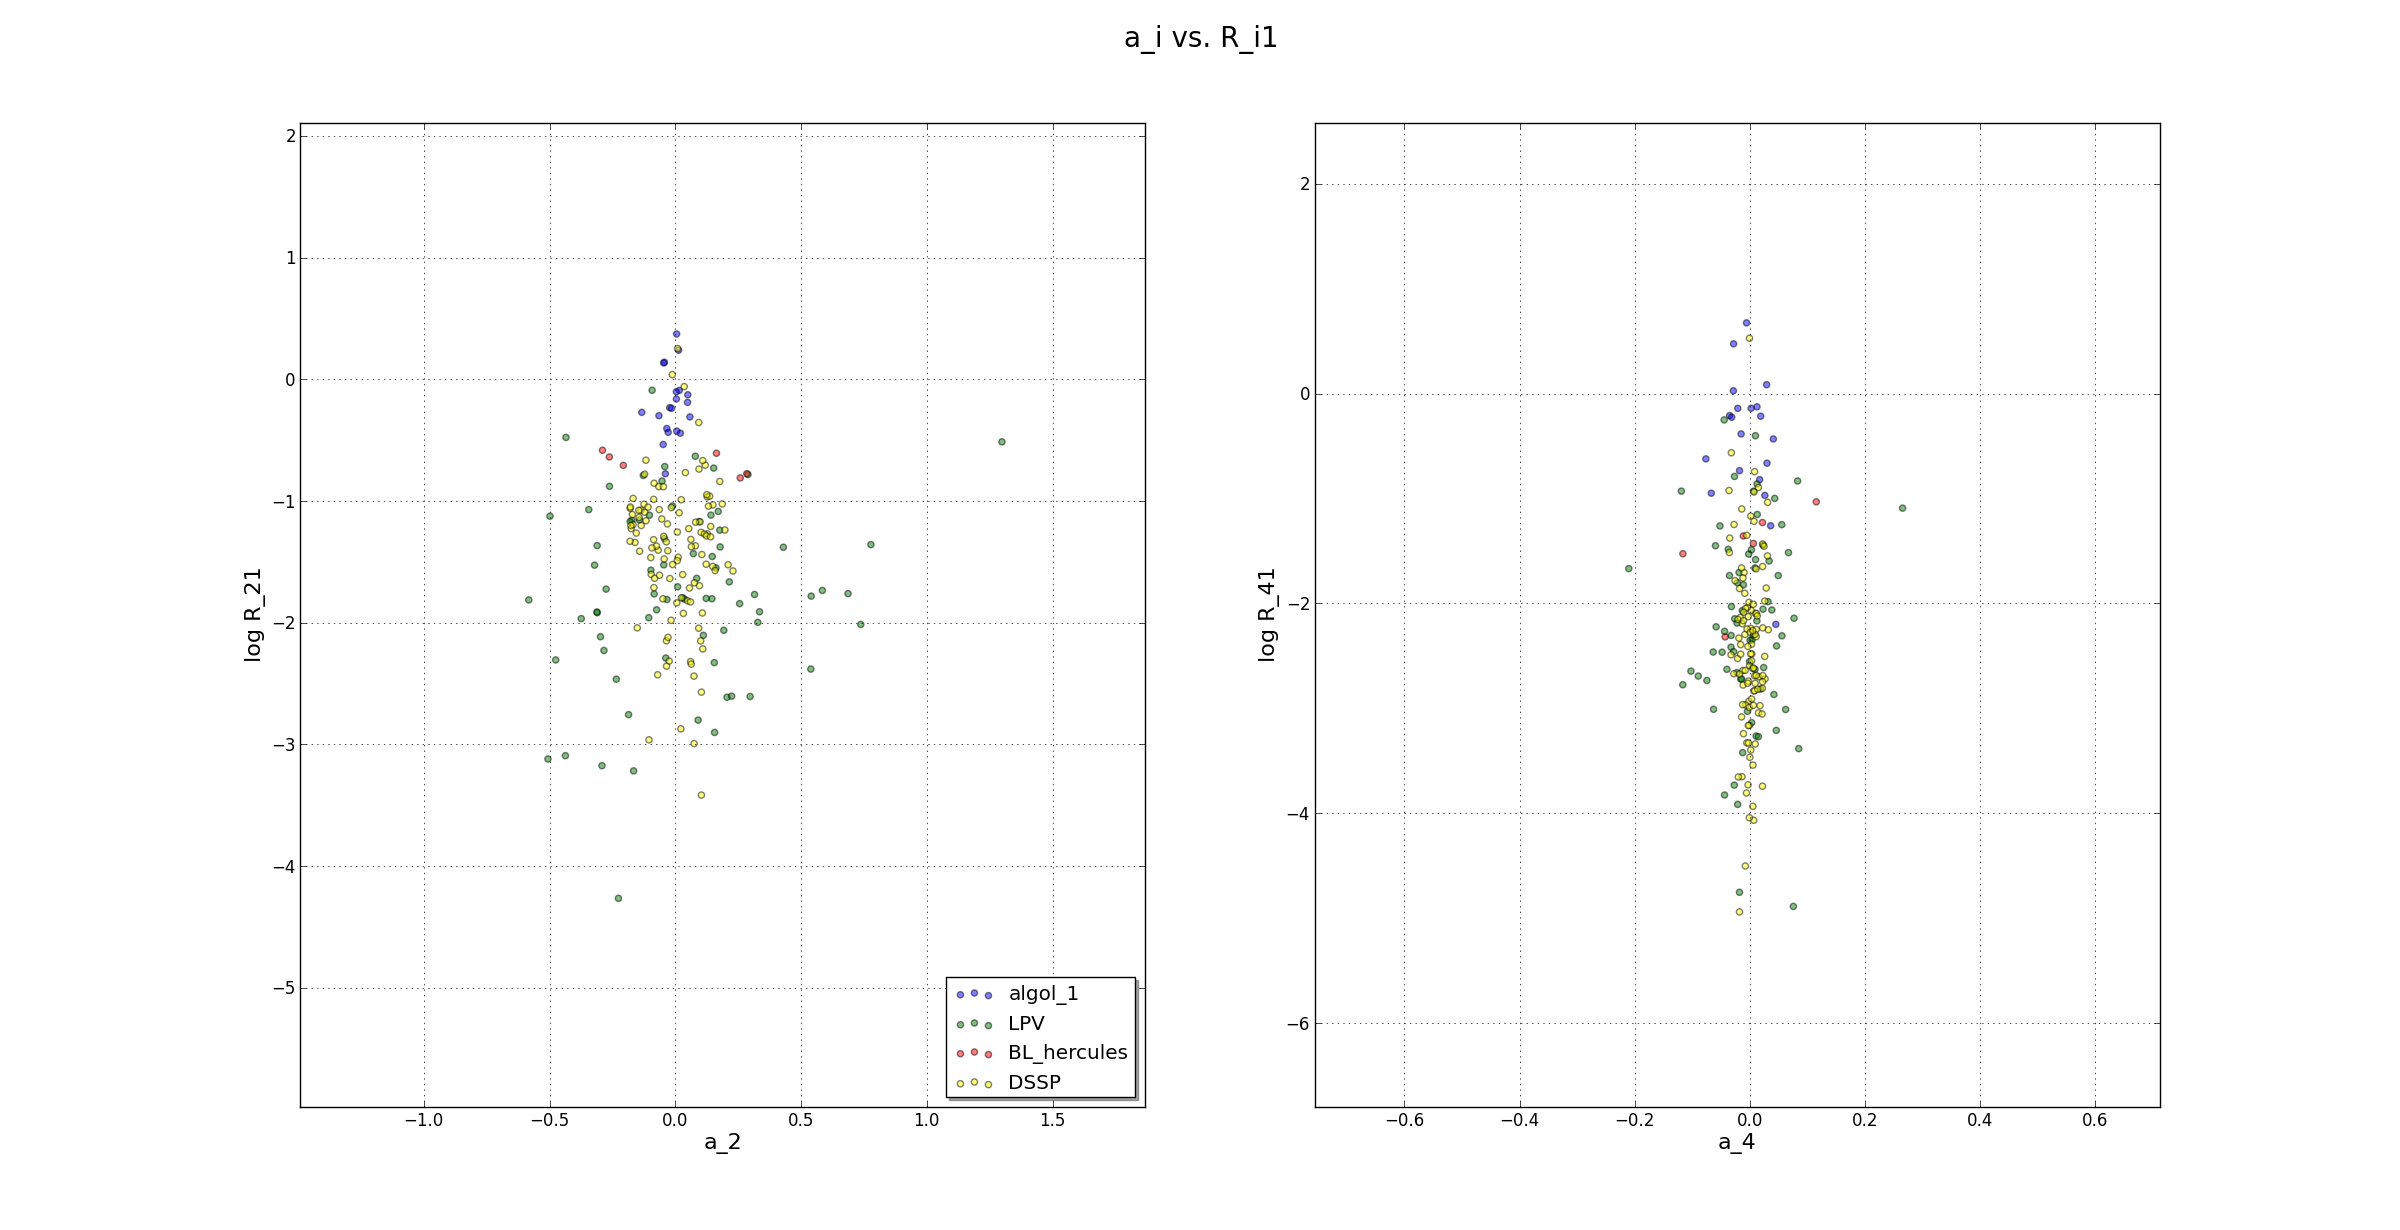 a_i vs. R_i1
2
1
0
−1
−2
−3
−4
−5
log R_21
−1.0 −0.5 0.0 0.5 1.0 1.5
a_2
algol_1
LPV
BL_hercules
DSSP
2
0
−2
−4
−6
log R_41
−0.6 −0.4 −0.2 0.0 0.2 0.4 0.6
a_4